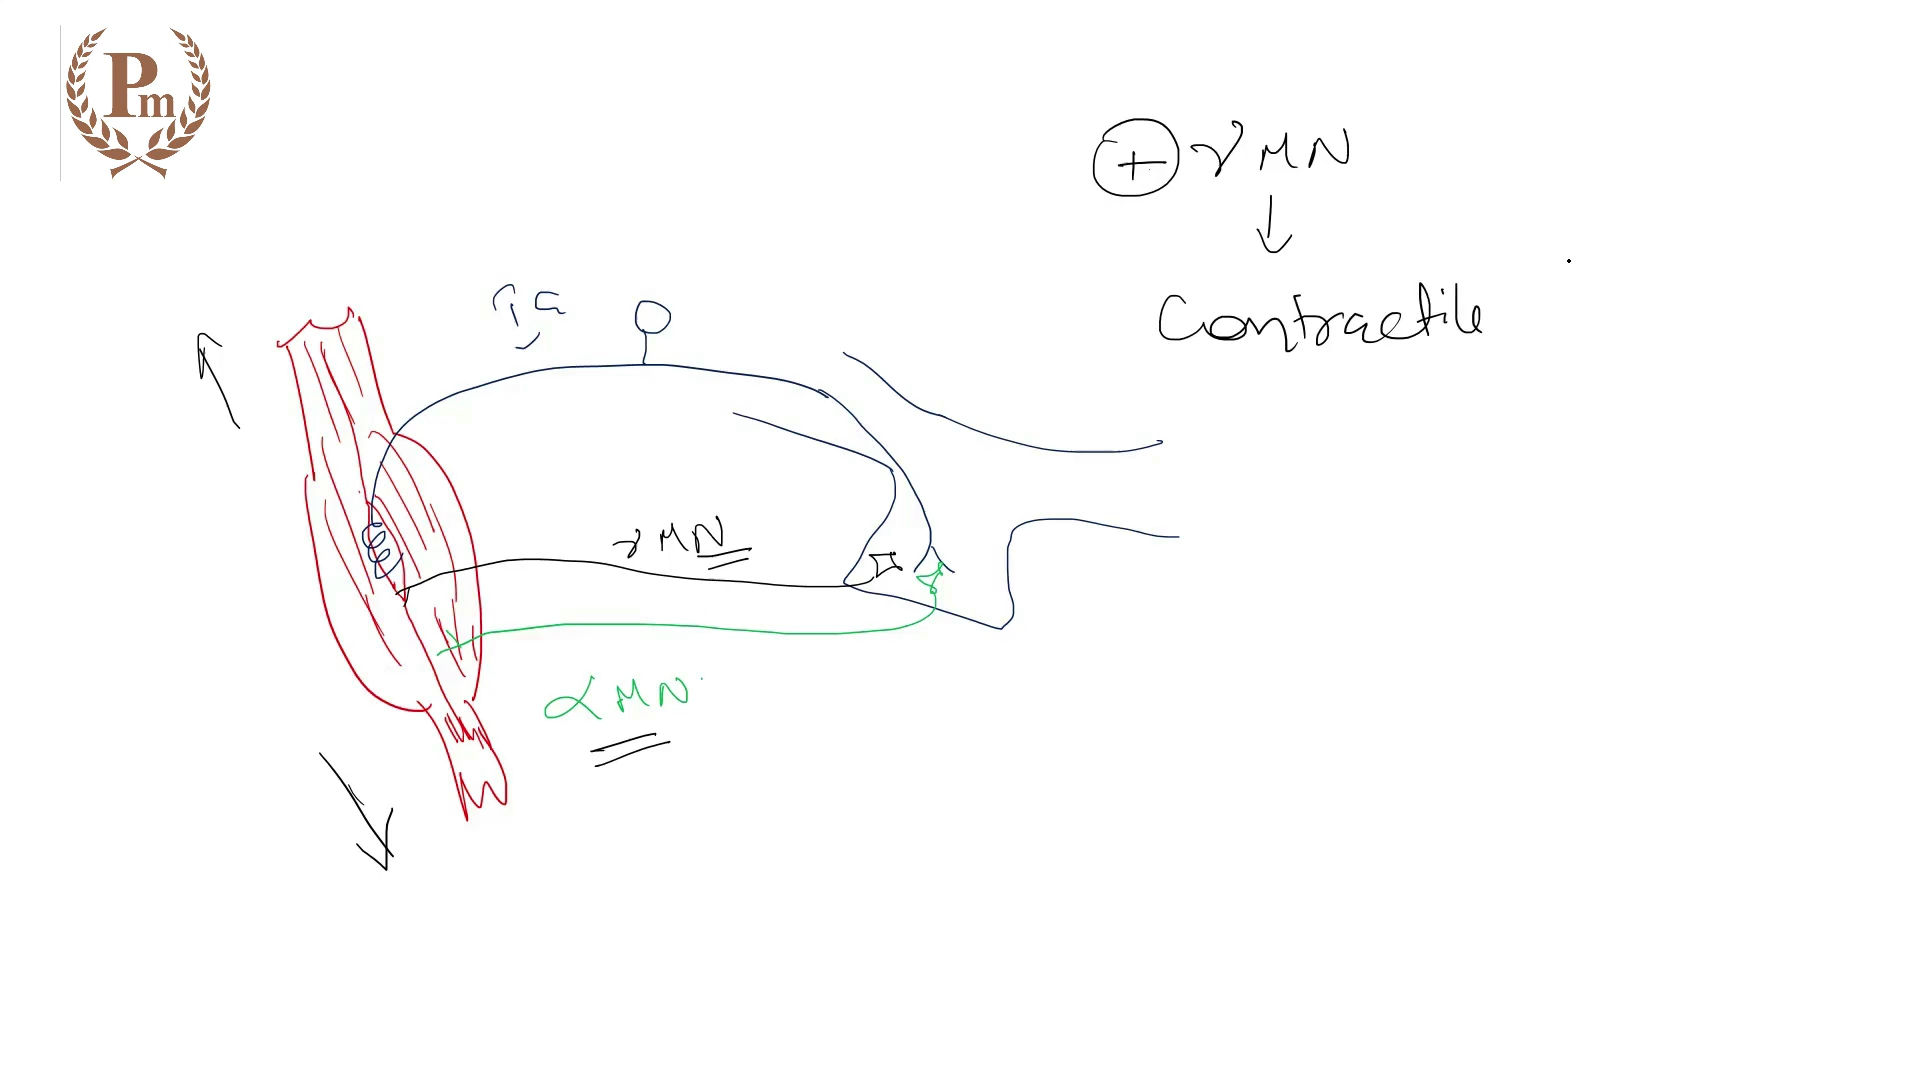 Pm
+ γ MN
↓
Contractile
Ia
γ MN
α MN